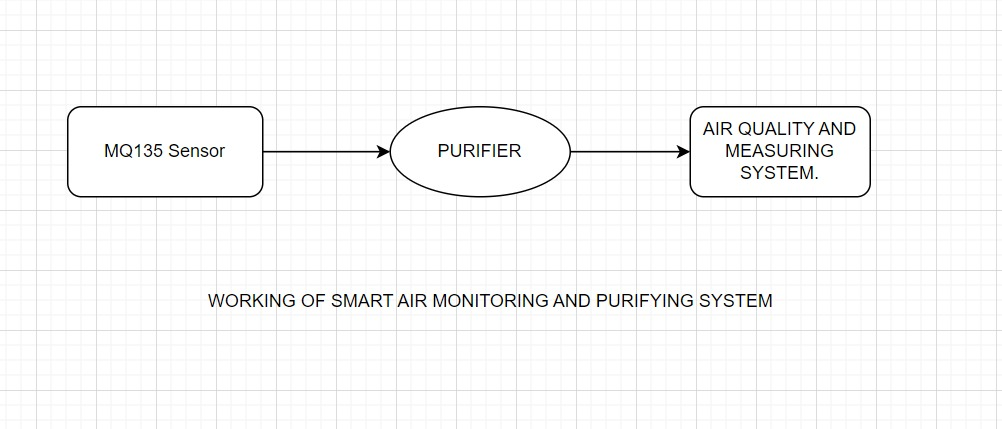 MQ135 Sensor
PURIFIER
AIR QUALITY AND
MEASURING
SYSTEM.
WORKING OF SMART AIR MONITORING AND PURIFYING SYSTEM